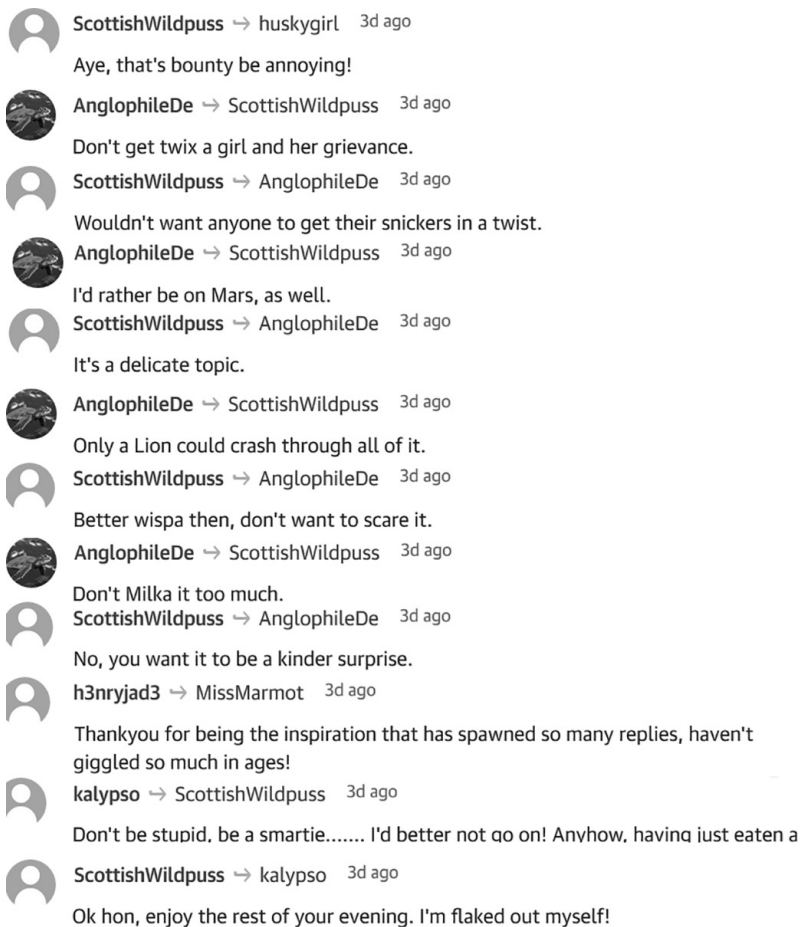 ScottishWildpuss ↪ huskygirl 3d ago
Aye, that's bounty be annoying!
AnglophileDe ↪ ScottishWildpuss 3d ago
Don't get twix a girl and her grievance.
ScottishWildpuss ↪ AnglophileDe 3d ago
Wouldn't want anyone to get their snickers in a twist.
AnglophileDe ↪ ScottishWildpuss 3d ago
I'd rather be on Mars, as well.
ScottishWildpuss ↪ AnglophileDe 3d ago
It's a delicate topic.
AnglophileDe ↪ ScottishWildpuss 3d ago
Only a Lion could crash through all of it.
ScottishWildpuss ↪ AnglophileDe 3d ago
Better wispa then, don't want to scare it.
AnglophileDe ↪ ScottishWildpuss 3d ago
Don't Milka it too much.
ScottishWildpuss ↪ AnglophileDe 3d ago
No, you want it to be a kinder surprise.
h3nryjad3 ↪ MissMarmot 3d ago
Thankyou for being the inspiration that has spawned so many replies, haven't
giggled so much in ages!
kalypso ↪ ScottishWildpuss 3d ago
Don't be stupid, be a smartie....... I'd better not go on! Anyhow, having just eaten a
ScottishWildpuss ↪ kalypso 3d ago
Ok hon, enjoy the rest of your evening. I'm flaked out myself!